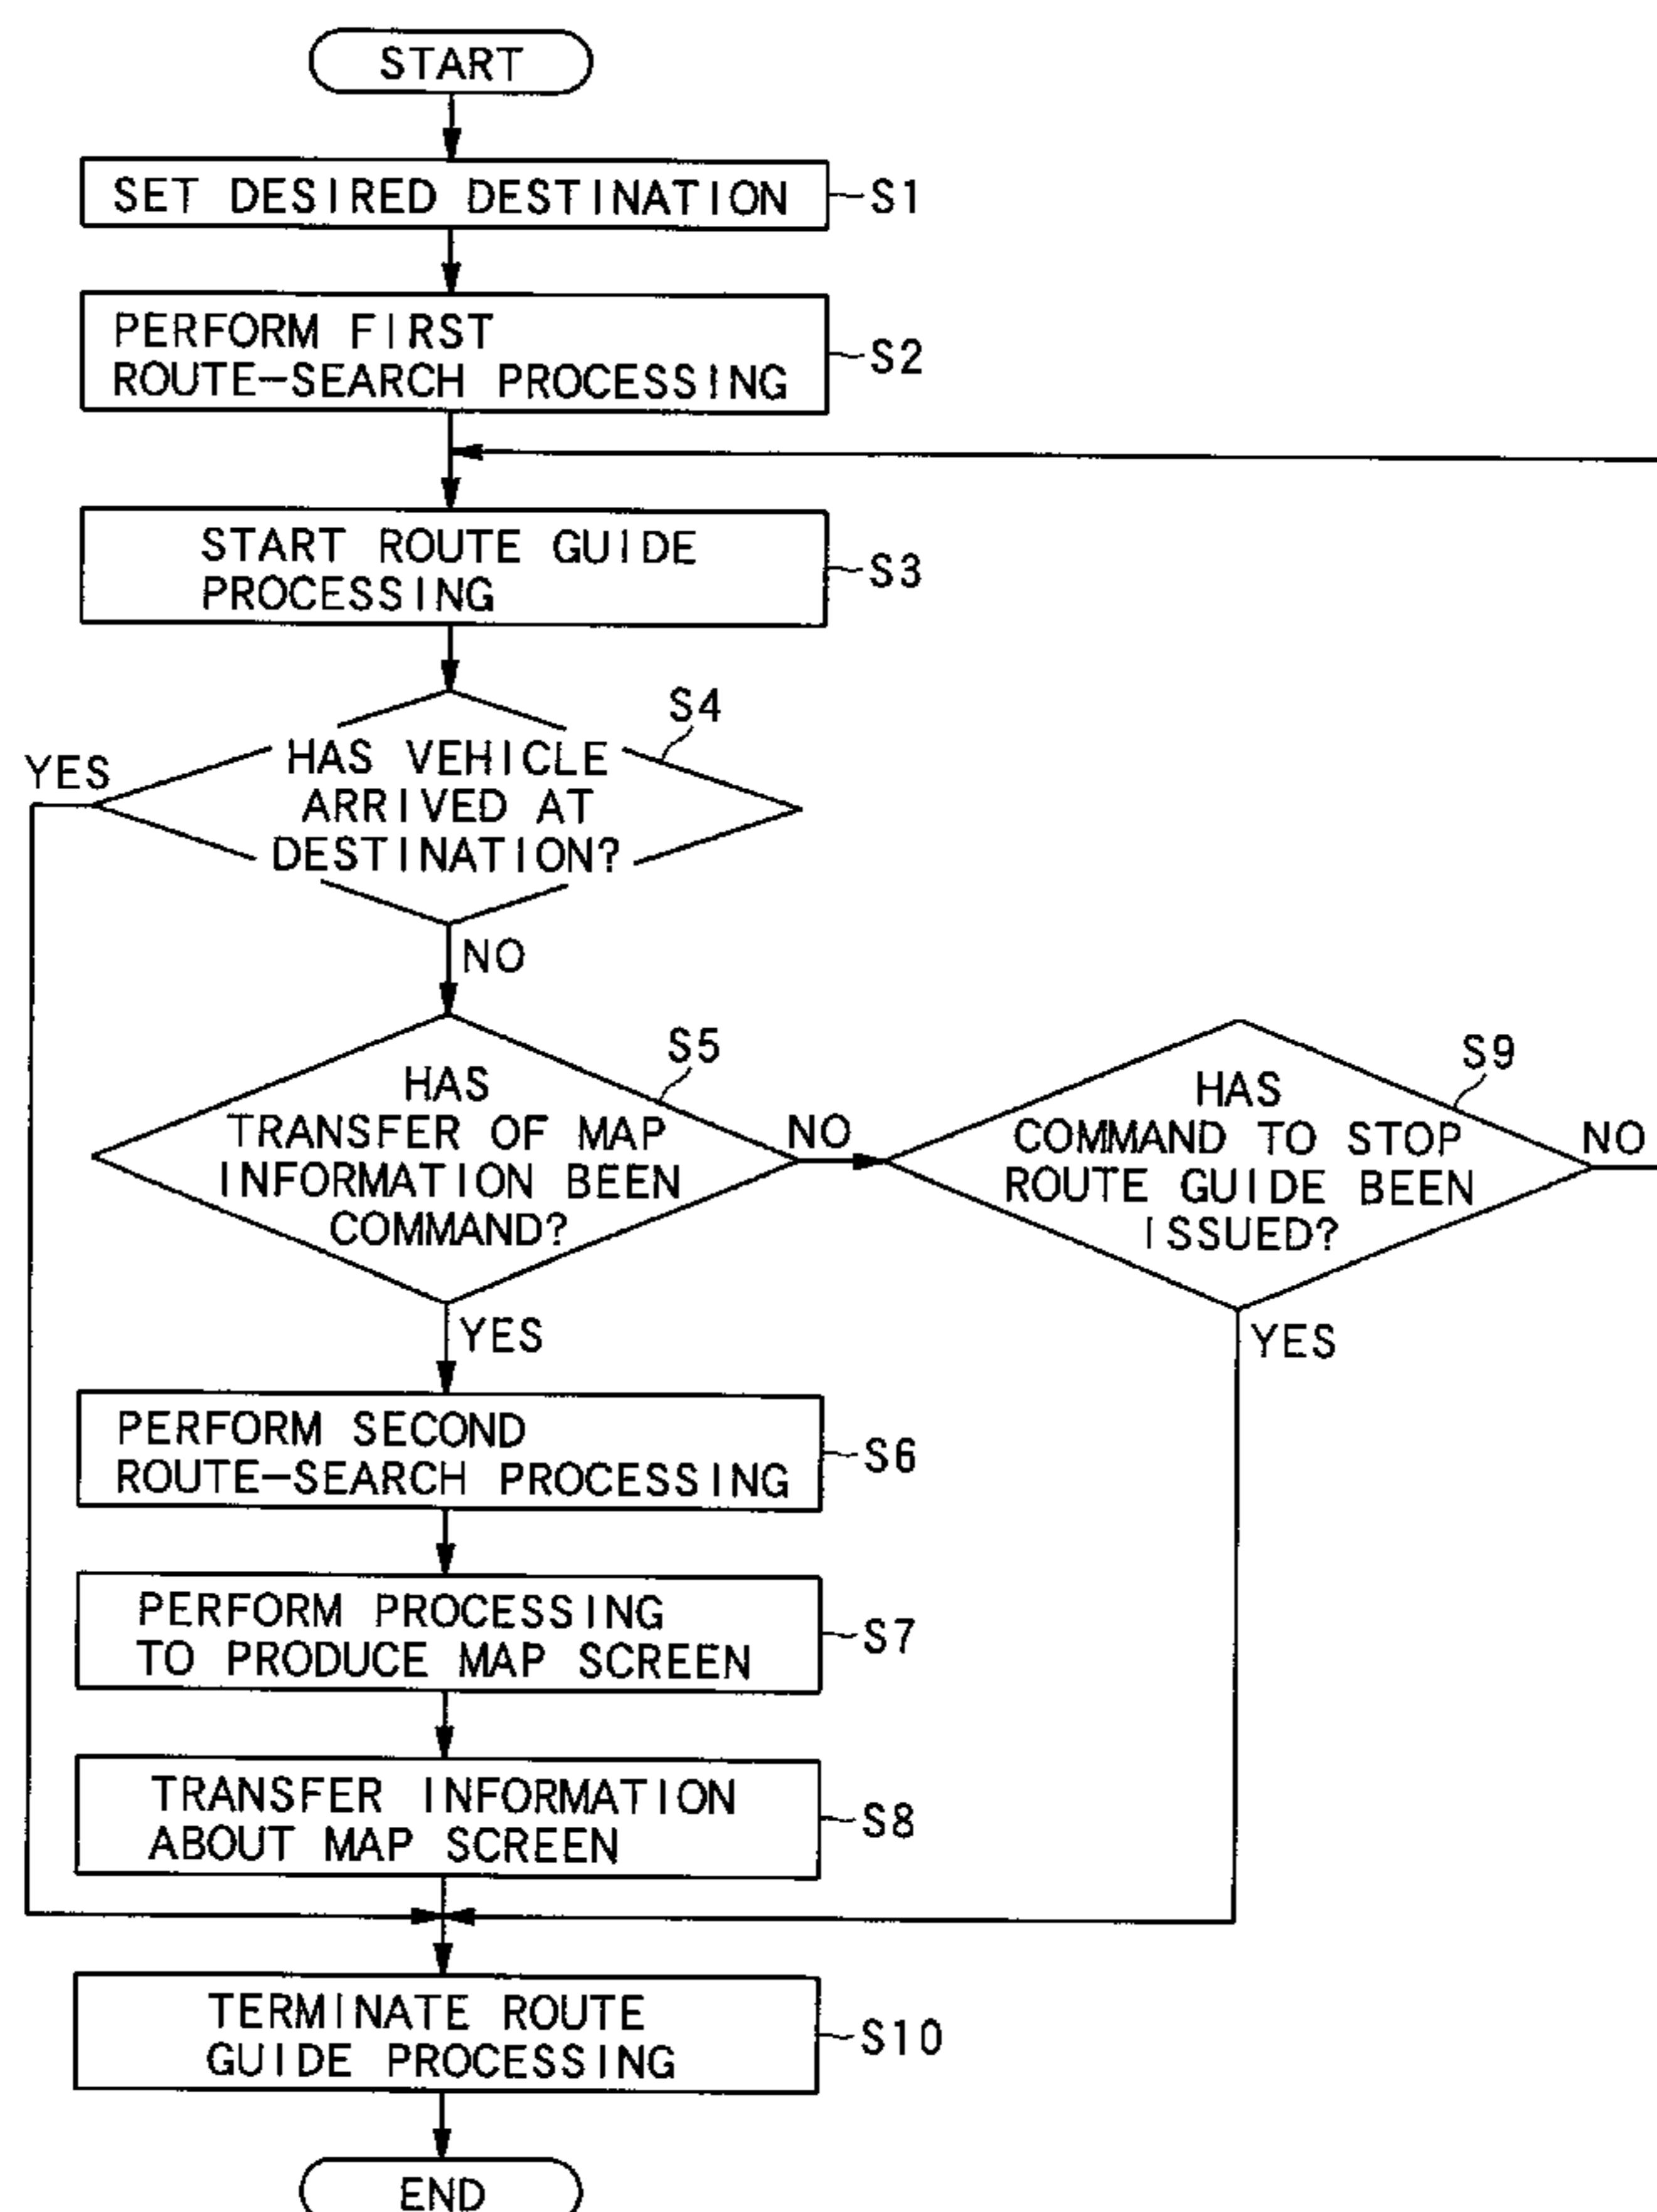 START
SET DESIRED DESTINATION
S1
PERFORM FIRST
ROUTE-SEARCH PROCESSING
S2
START ROUTE GUIDE
PROCESSING
S3
S4
YES
HAS VEHICLE
ARRIVED AT
DESTINATION?
NO
S5
HAS
TRANSFER OF MAP
INFORMATION BEEN
COMMAND?
NO
S9
HAS
COMMAND TO STOP
ROUTE GUIDE BEEN
ISSUED?
NO
YES
YES
PERFORM SECOND
ROUTE-SEARCH PROCESSING
S6
PERFORM PROCESSING
TO PRODUCE MAP SCREEN
S7
TRANSFER INFORMATION
ABOUT MAP SCREEN
S8
TERMINATE ROUTE
GUIDE PROCESSING
S10
END